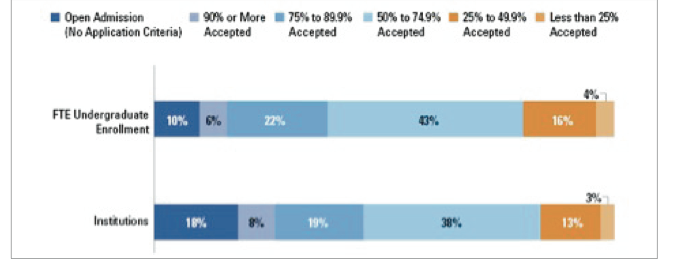 Open Admission 90% or More 75% to 89.9% 50% to 74.9% 25% to 49.9% Less than 25%
(No Application Criteria) Accepted Accepted Accepted Accepted Accepted
4%
FTE Undergraduate
Enrollment
10% 6% 22% 43% 16%
3%
Institutions 18% 8% 19% 38% 13%